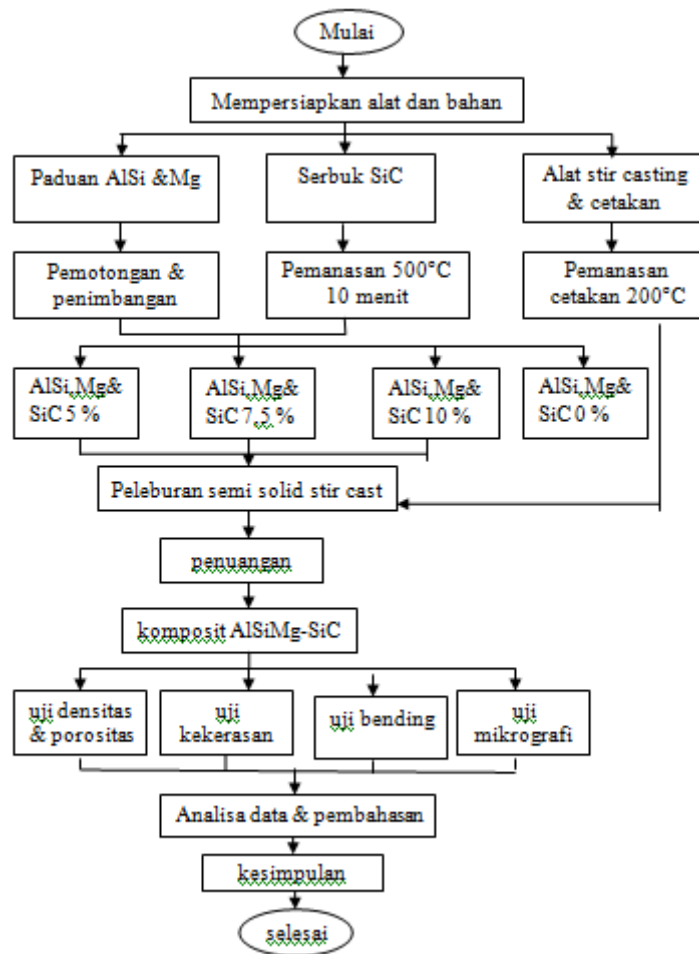 Mulai
Mempersiapkan alat dan bahan
Paduan AlSi &Mg
Serbuk SiC
Alat stir casting
& cetakan
Pemotongan &
penimbangan
Pemanasan 500°C
10 menit
Pemanasan
cetakan 200°C
AlSi,Mg&
SiC 5 %
AlSi,Mg&
SiC 7,5 %
AlSi,Mg&
SiC 10 %
AlSi,Mg&
SiC 0 %
Peleburan semi solid stir cast
penuangan
komposit AlSiMg-SiC
uji densitas
& porositas
uji
kekerasan
uji bending
uji
mikrografi
Analisa data & pembahasan
kesimpulan
selesai